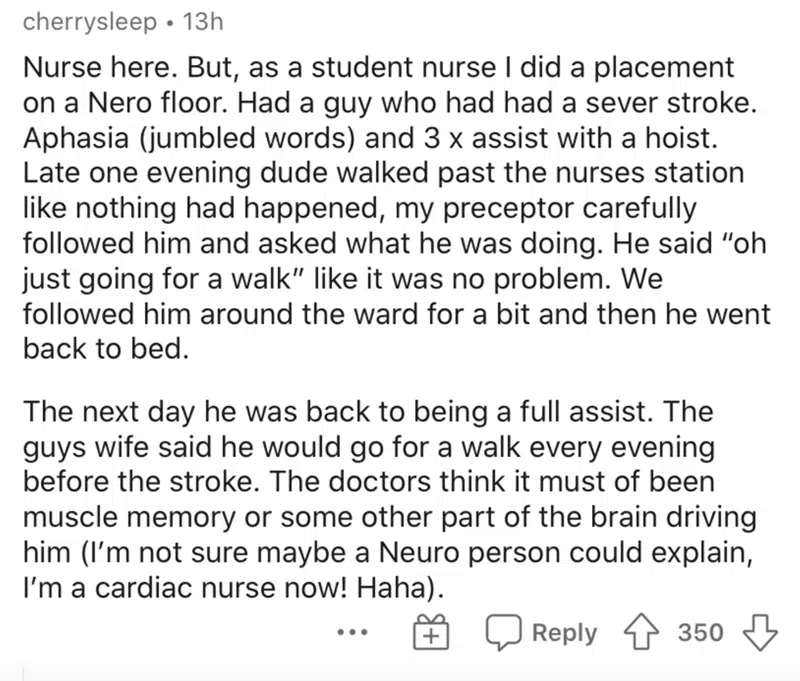 cherrysleep • 13h
Nurse here. But, as a student nurse I did a placement
on a Nero floor. Had a guy who had had a sever stroke.
Aphasia (jumbled words) and 3 x assist with a hoist.
Late one evening dude walked past the nurses station
like nothing had happened, my preceptor carefully
followed him and asked what he was doing. He said “oh
just going for a walk” like it was no problem. We
followed him around the ward for a bit and then he went
back to bed.
The next day he was back to being a full assist. The
guys wife said he would go for a walk every evening
before the stroke. The doctors think it must of been
muscle memory or some other part of the brain driving
him (I’m not sure maybe a Neuro person could explain,
I’m a cardiac nurse now! Haha).
Reply 350